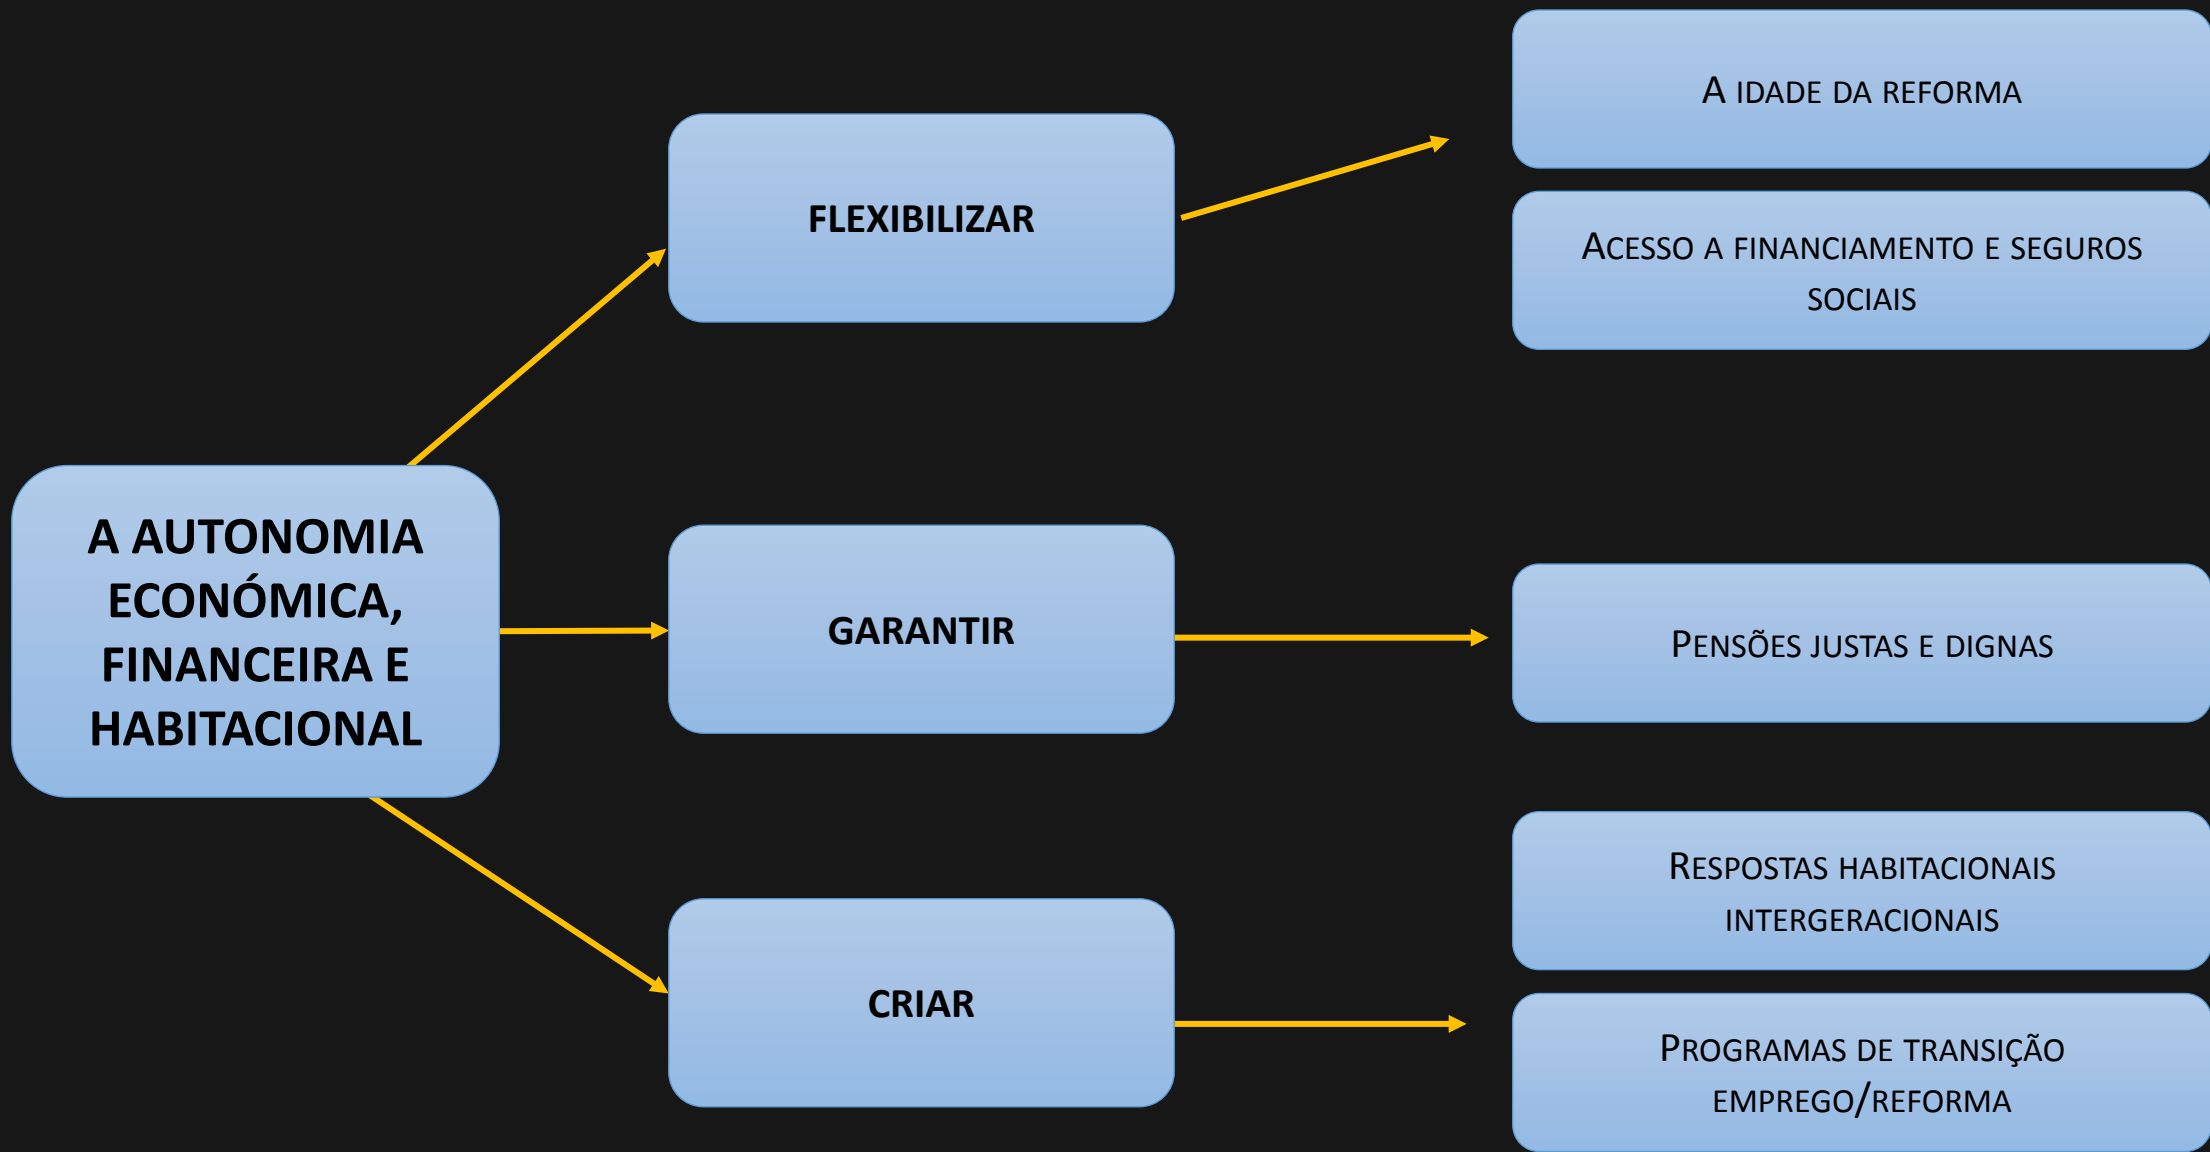 A AUTONOMIA
ECONÓMICA,
FINANCEIRA E
HABITACIONAL
FLEXIBILIZAR
A IDADE DA REFORMA
ACESSO A FINANCIAMENTO E SEGUROS
SOCIAIS
GARANTIR
PENSÕES JUSTAS E DIGNAS
CRIAR
RESPOSTAS HABITACIONAIS
INTERGERACIONAIS
PROGRAMAS DE TRANSIÇÃO
EMPREGO/REFORMA